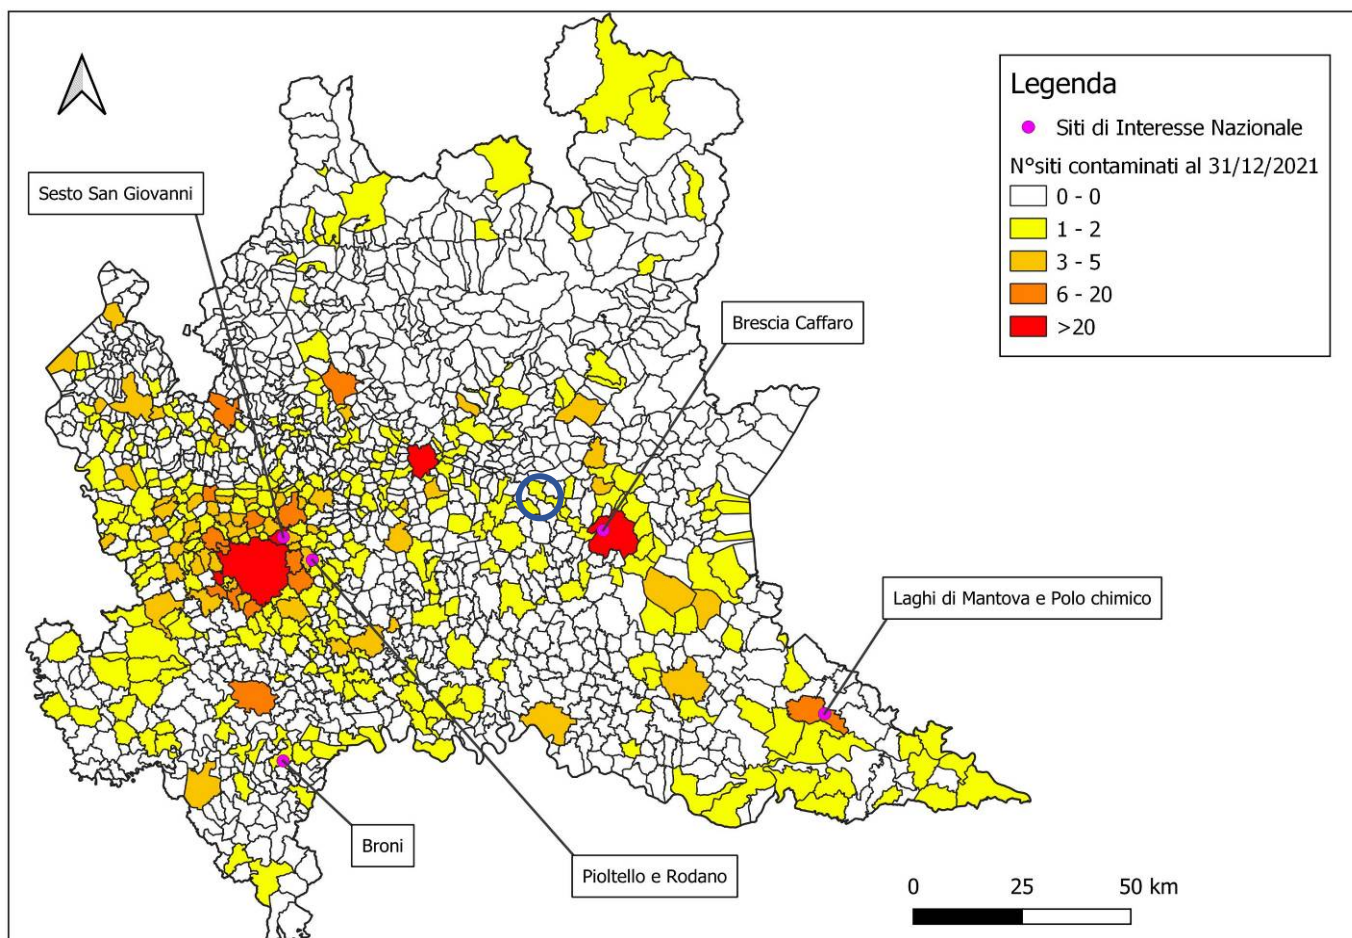 Legenda
Siti di Interesse Nazionale
N°siti contaminati al 31/12/2021
0 - 0
1 - 2
3 - 5
6 - 20
>20
Sesto San Giovanni
Brescia Caffaro
Laghi di Mantova e Polo chimico
Broni
Pioltello e Rodano
0 25 50 km